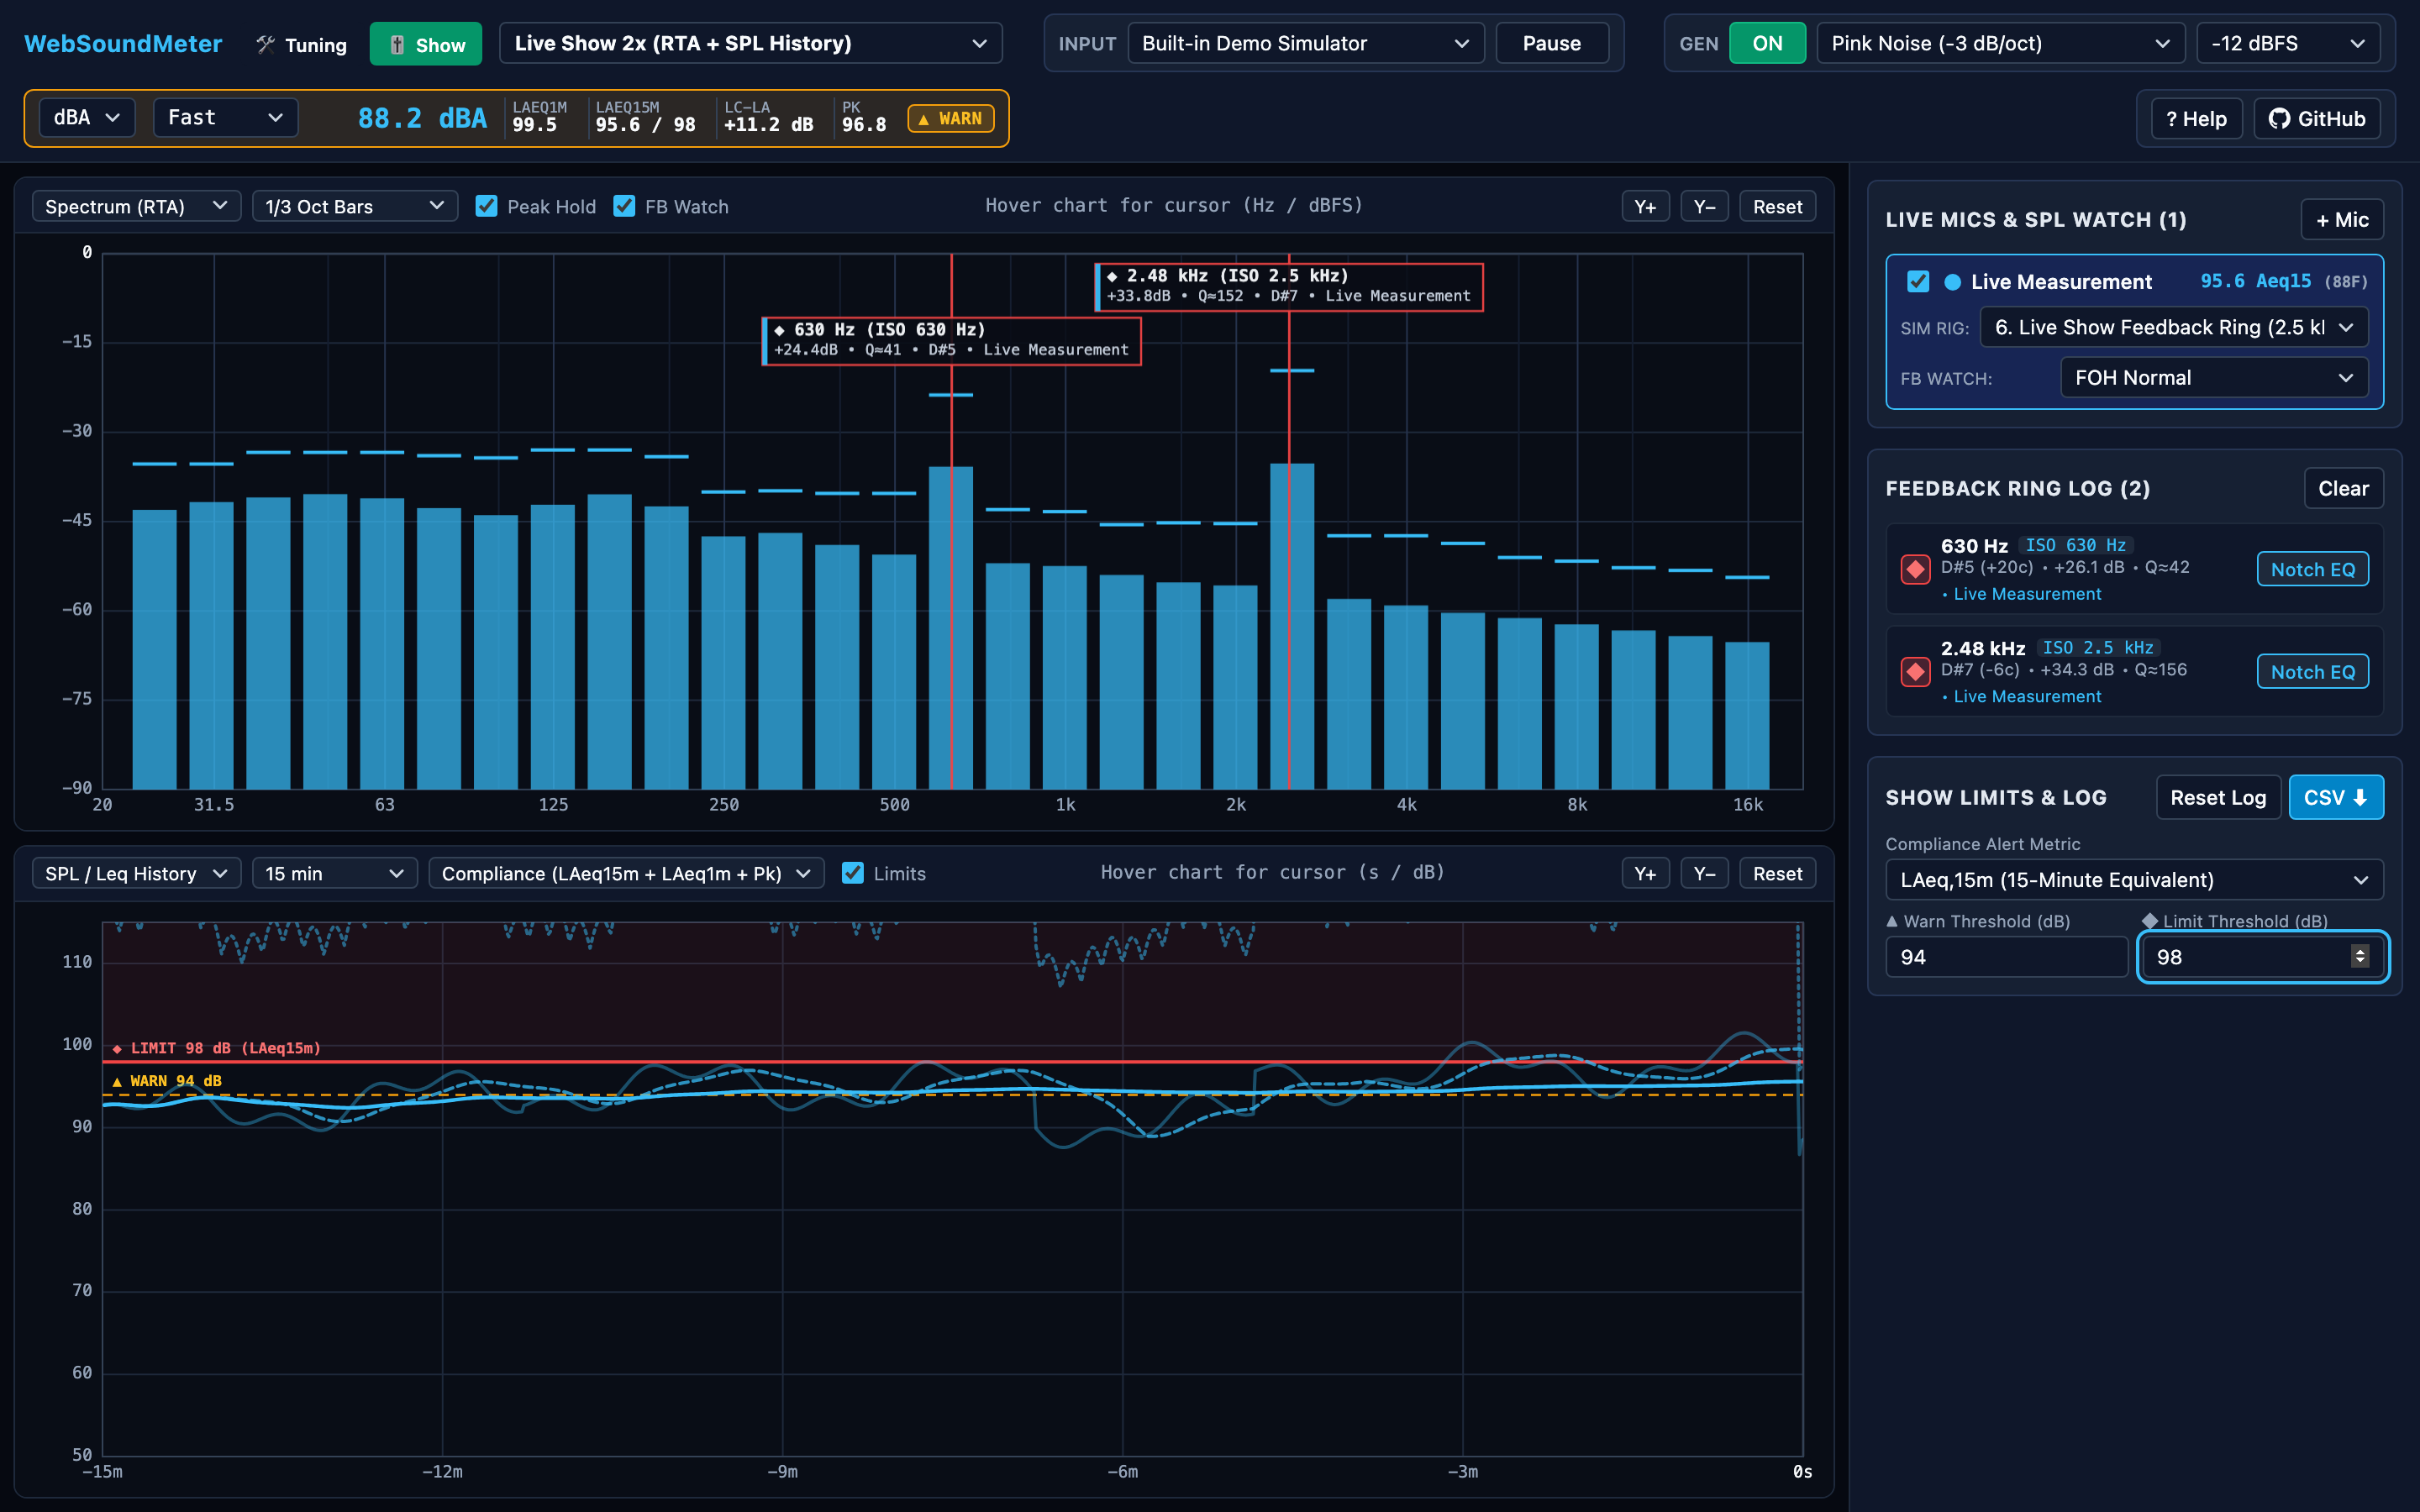 WebSoundMeter
Tuning
Show
Live Show 2x (RTA + SPL History)
INPUT
Built-in Demo Simulator
Pause
GEN
ON
Pink Noise (-3 dB/oct)
-12 dBFS
dBA
Fast
88.2 dBA
LAEQ1M
99.5
LAEQ15M
95.6 / 98
LC-LA
+11.2 dB
PK
96.8
▲ WARN
? Help
GitHub
Spectrum (RTA)
1/3 Oct Bars
Peak Hold
FB Watch
Hover chart for cursor (Hz / dBFS)
Y+
Y−
Reset
0
−15
−30
−45
−60
−75
−90
◆ 2.48 kHz (ISO 2.5 kHz)
+33.8dB • Q≈152 • D#7 • Live Measurement
◆ 630 Hz (ISO 630 Hz)
+24.4dB • Q≈41 • D#5 • Live Measurement
20
31.5
63
125
250
500
1k
2k
4k
8k
16k
SPL / Leq History
15 min
Compliance (LAeq15m + LAeq1m + Pk)
Limits
Hover chart for cursor (s / dB)
Y+
Y−
Reset
110
100
90
80
70
60
50
◆ LIMIT 98 dB (LAeq15m)
▲ WARN 94 dB
−15m
−12m
−9m
−6m
−3m
0s
LIVE MICS & SPL WATCH (1)
+ Mic
Live Measurement
95.6 Aeq15 (88F)
SIM RIG:
6. Live Show Feedback Ring (2.5 kl
FB WATCH:
FOH Normal
FEEDBACK RING LOG (2)
Clear
630 Hz ISO 630 Hz
D#5 (+20c) • +26.1 dB • Q≈42
• Live Measurement
Notch EQ
2.48 kHz ISO 2.5 kHz
D#7 (-6c) • +34.3 dB • Q≈156
• Live Measurement
Notch EQ
SHOW LIMITS & LOG
Reset Log
CSV ⬇
Compliance Alert Metric
LAeq,15m (15-Minute Equivalent)
▲ Warn Threshold (dB)
◆ Limit Threshold (dB)
94
98